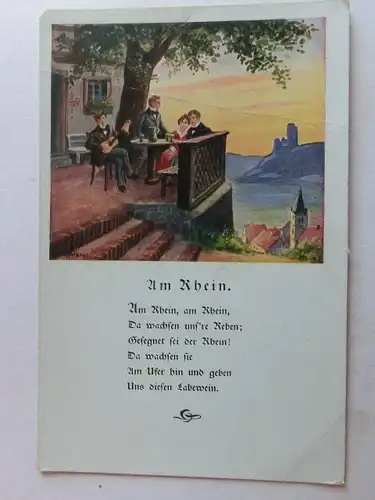 Am Rhein.
Am Rhein, am Rhein,
Da wachsen uns're Reben;
Gesegnet sei der Rhein!
Da wachsen sie
Am Ufer hin und geben
Uns diesen Labewein.